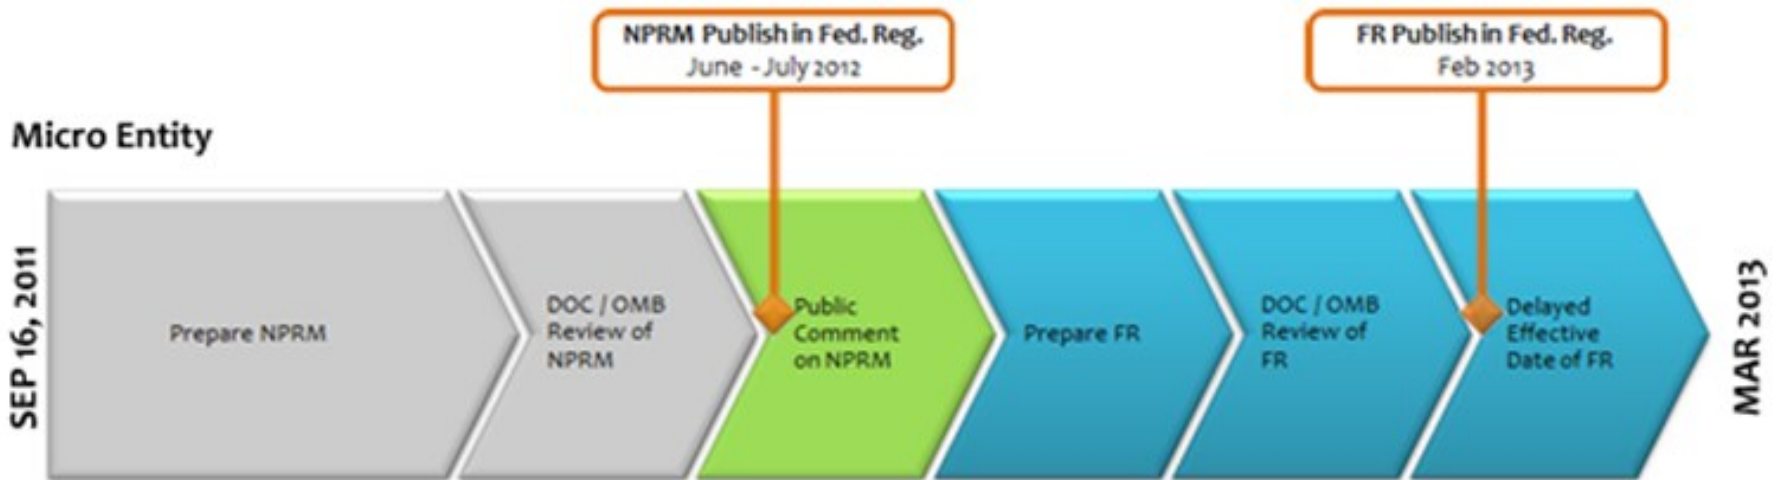 NPRM Publish in Fed. Reg.
June - July 2012
FR Publish in Fed. Reg.
Feb 2013
Micro Entity
SEP 16, 2011
Prepare NPRM
DOC / OMB
Review of
NPRM
Public
Comment
on NPRM
Prepare FR
DOC / OMB
Review of
FR
Delayed
Effective
Date of FR
MAR 2013